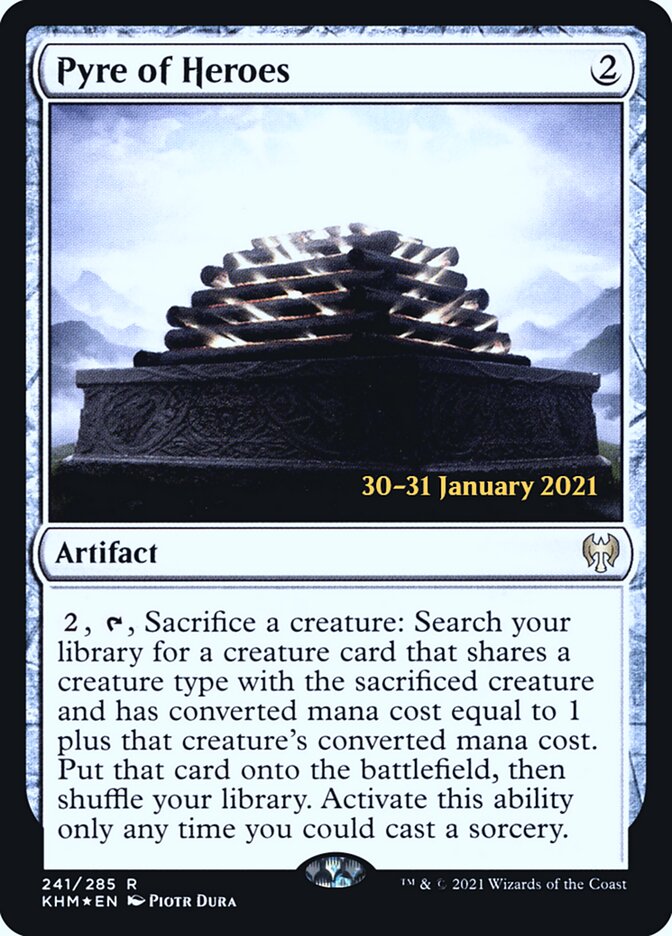 Pyre of Heroes 2
30–31 January 2021
Artifact
2, , Sacrifice a creature: Search your
library for a creature card that shares a
creature type with the sacrificed creature
and has converted mana cost equal to 1
plus that creature's converted mana cost.
Put that card onto the battlefield, then
shuffle your library. Activate this ability
only any time you could cast a sorcery.
241/285 R
™ & © 2021 Wizards of the Coast
KHM★EN Piotr Dura